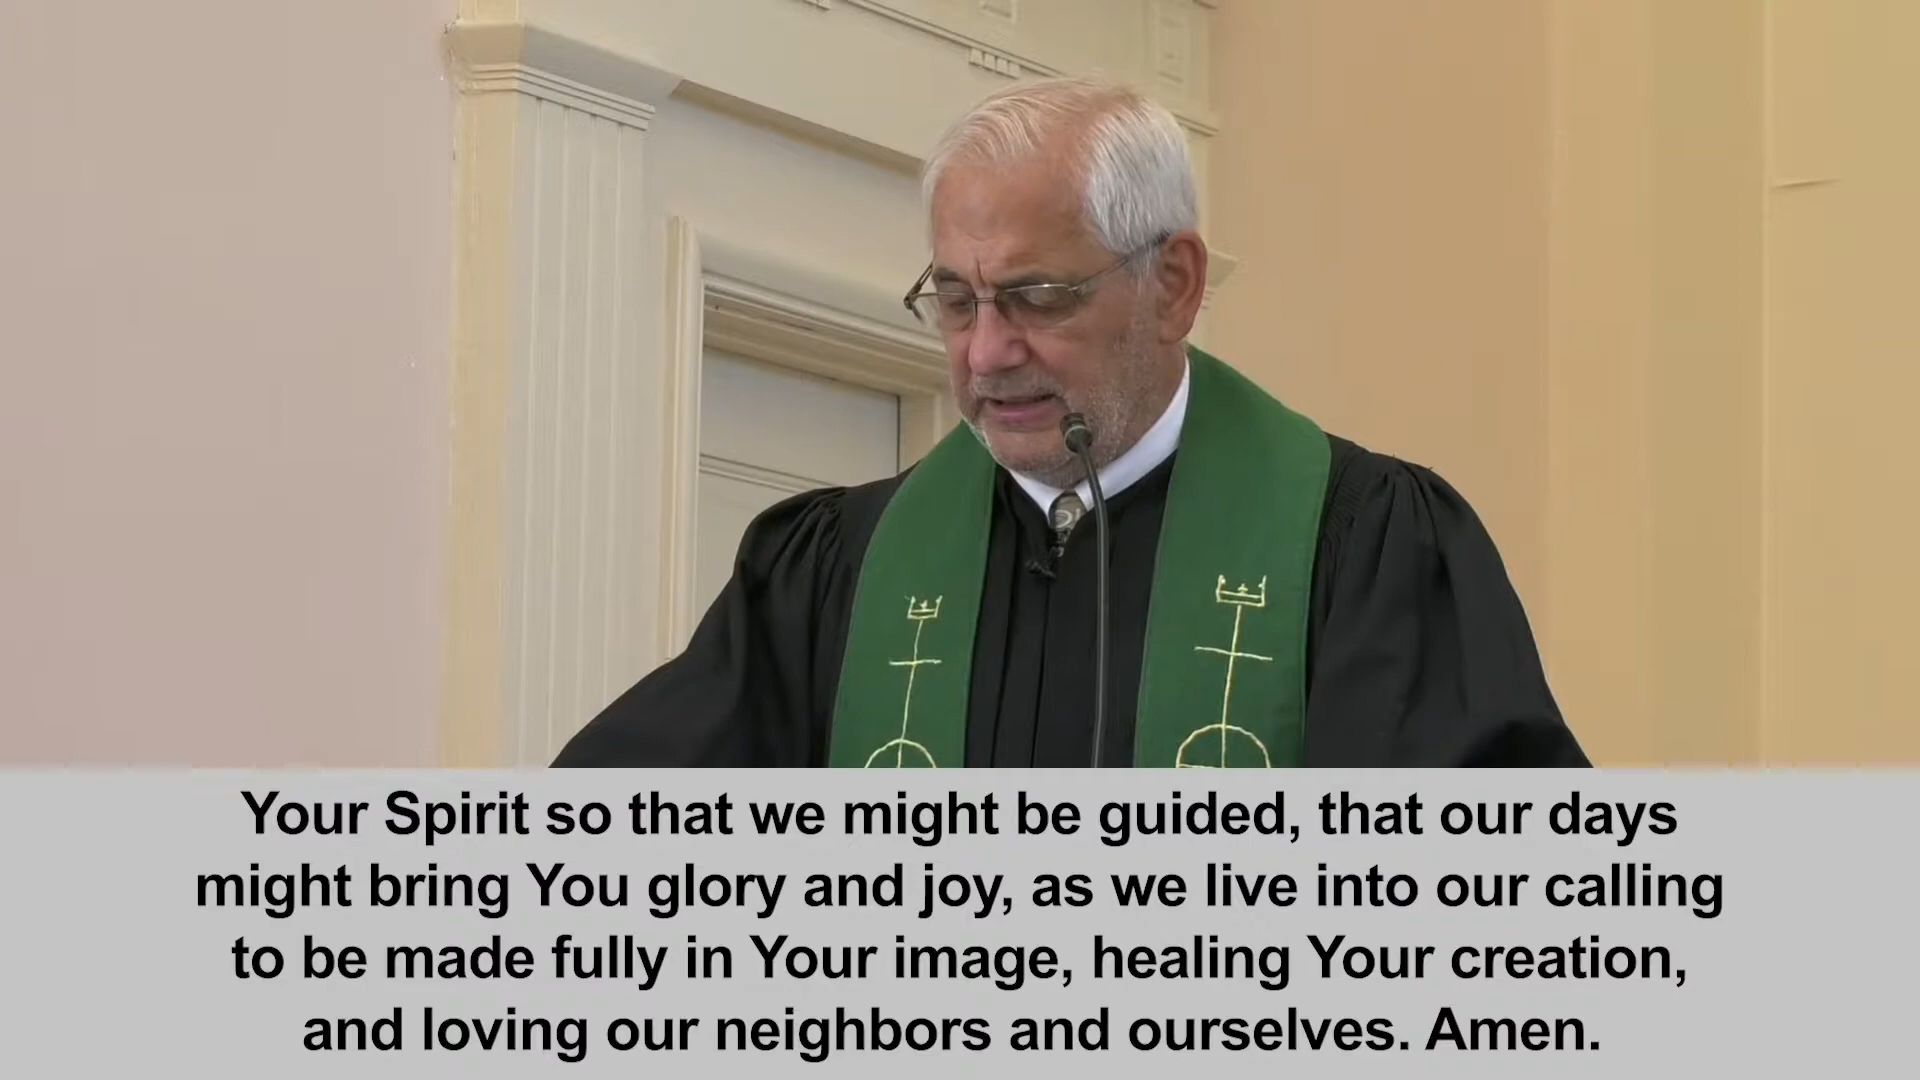 Your Spirit so that we might be guided, that our days
might bring You glory and joy, as we live into our calling
to be made fully in Your image, healing Your creation,
and loving our neighbors and ourselves. Amen.